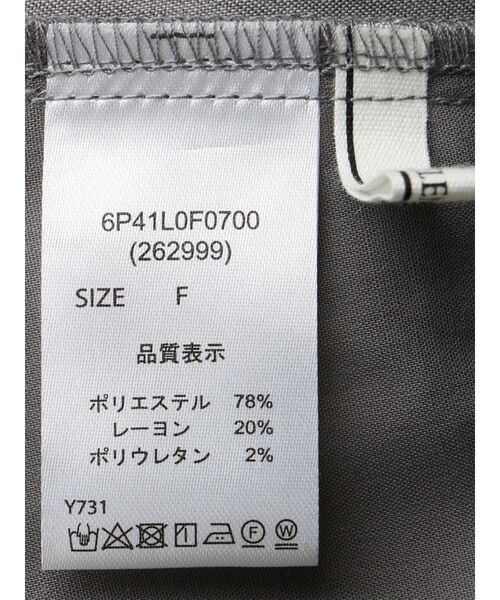 6P41L0F0700
(262999)
SIZE F
品質表示
ポリエステル 78%
レーヨン 20%
ポリウレタン 2%
Y731
F W